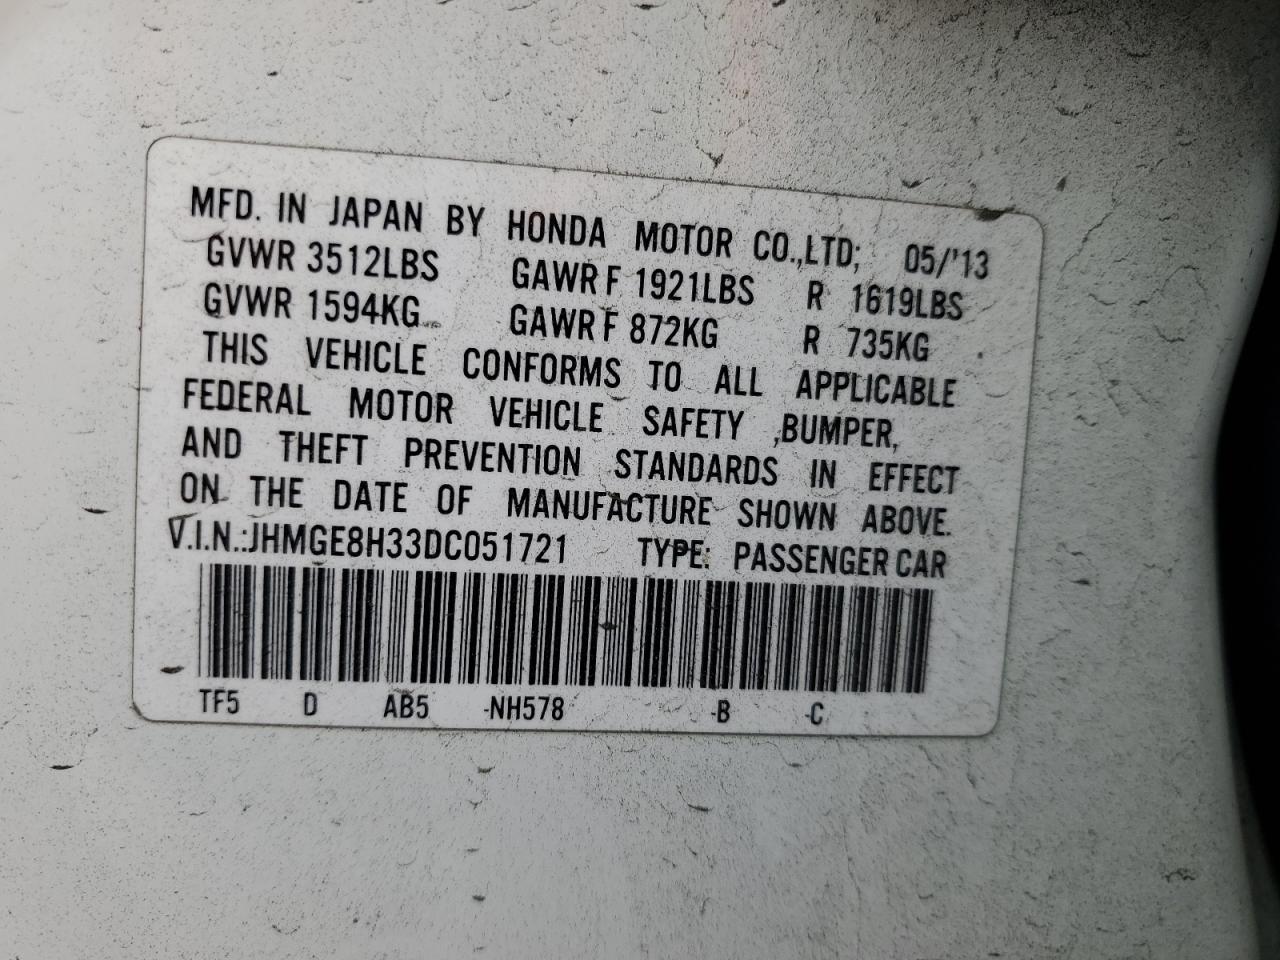 MFD. IN JAPAN BY HONDA MOTOR CO.,LTD; 05/'13
GVWR 3512LBS GAWR F 1921LBS R 1619LBS
GVWR 1594KG GAWR F 872KG R 735KG
THIS VEHICLE CONFORMS TO ALL APPLICABLE
FEDERAL MOTOR VEHICLE SAFETY ,BUMPER,
AND THEFT PREVENTION STANDARDS IN EFFECT
ON THE DATE OF MANUFACTURE SHOWN ABOVE.
V.I.N.:JHMGE8H33DC051721 TYPE: PASSENGER CAR
TF5 D AB5 -NH578 -B -C